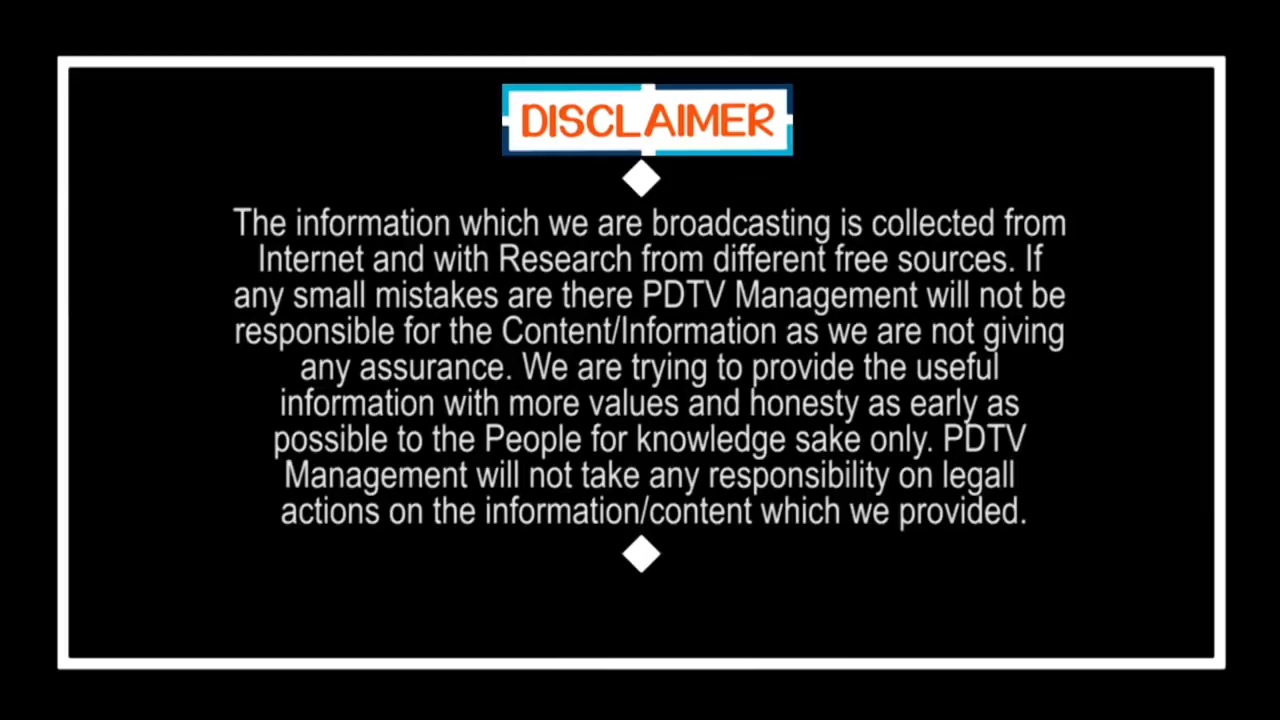 DISCLAIMER
The information which we are broadcasting is collected from
Internet and with Research from different free sources. If
any small mistakes are there PDTV Management will not be
responsible for the Content/Information as we are not giving
any assurance. We are trying to provide the useful
information with more values and honesty as early as
possible to the People for knowledge sake only. PDTV
Management will not take any responsibility on legall
actions on the information/content which we provided.